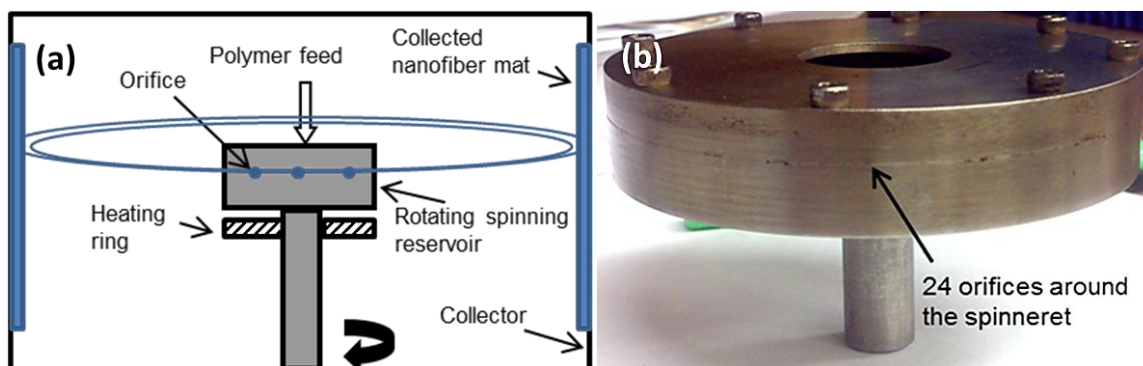 (a)
Polymer feed
Collected
nanofiber mat
Orifice
Heating
ring
Rotating spinning
reservoir
Collector
(b)
24 orifices around
the spinneret